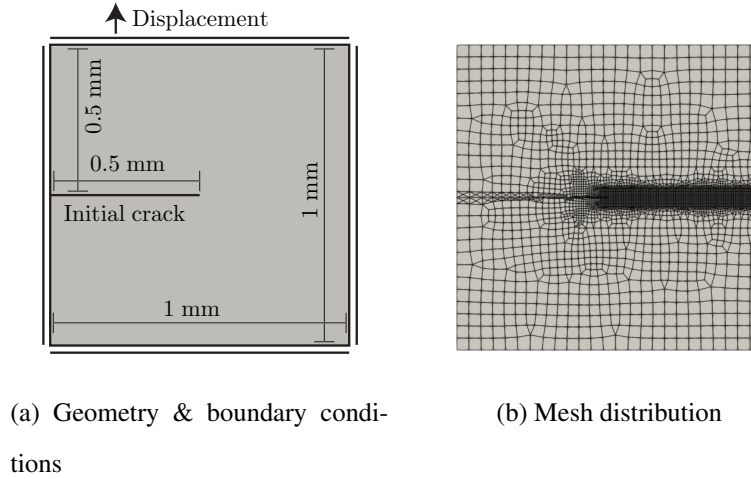 Displacement
0.5 mm
0.5 mm
Initial crack
1 mm
1 mm
(a) Geometry & boundary condi-
tions
(b) Mesh distribution